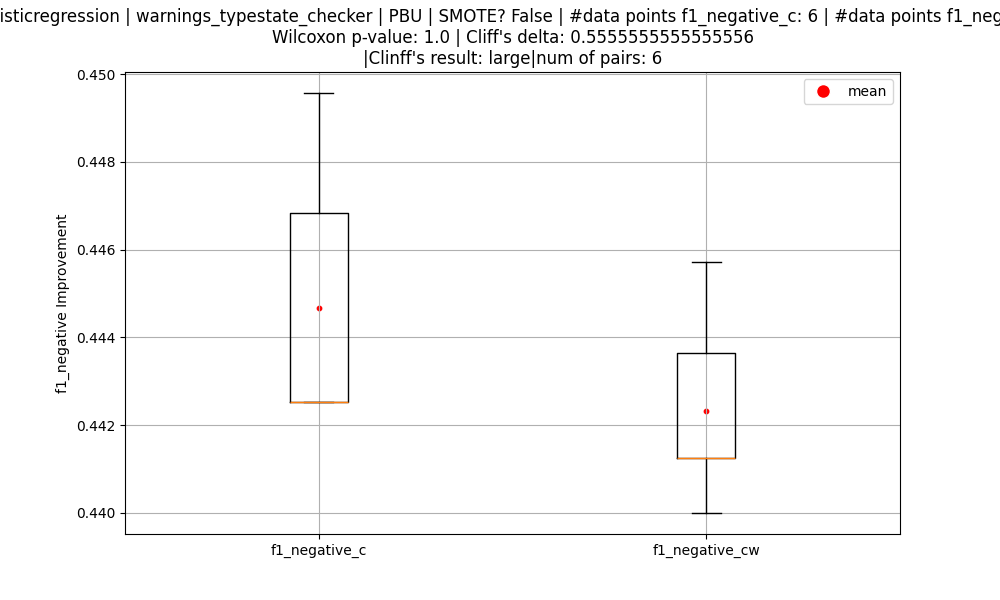 | warnings_typestate_checker | PBU | SMOTE? False | #data points f1_negative_c: 6 | #data points
Wilcoxon p-value: 1.0 | Cliff's delta: 0.5555555555555556
|Clinff's result: large|num of pairs: 6
0.450
mean
0.448
0.446
0.444
0.442
0.440
f1_negative Improvement
f1_negative_c
f1_negative_cw